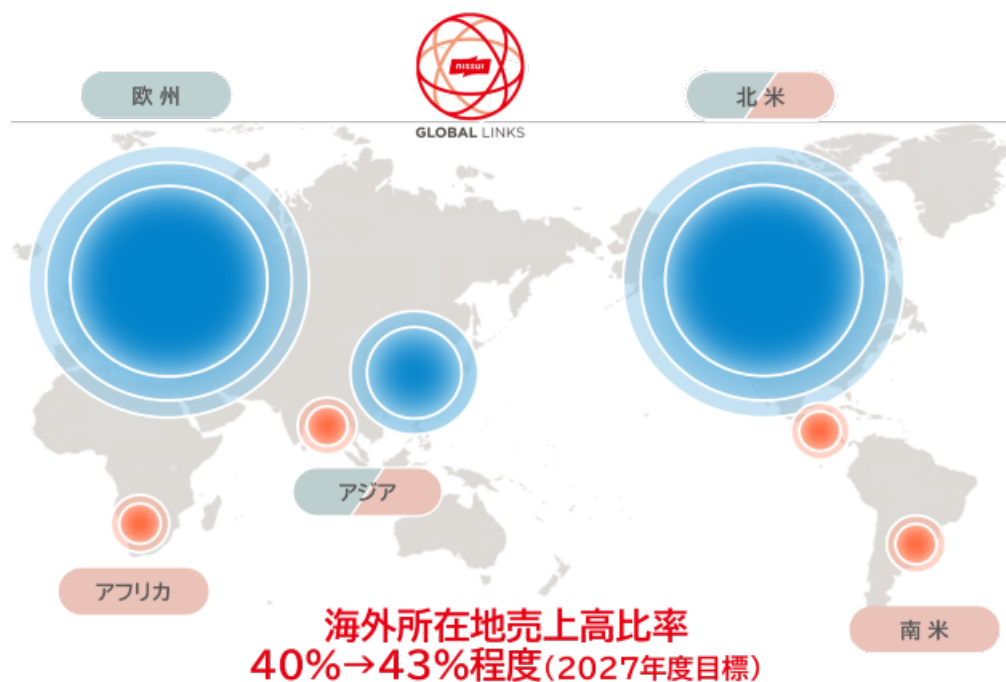 欧州
NISSUI
北米
GLOBAL LINKS
アジア
アフリカ
南米
海外所在地売上高比率
40%→43%程度(2027年度目標)